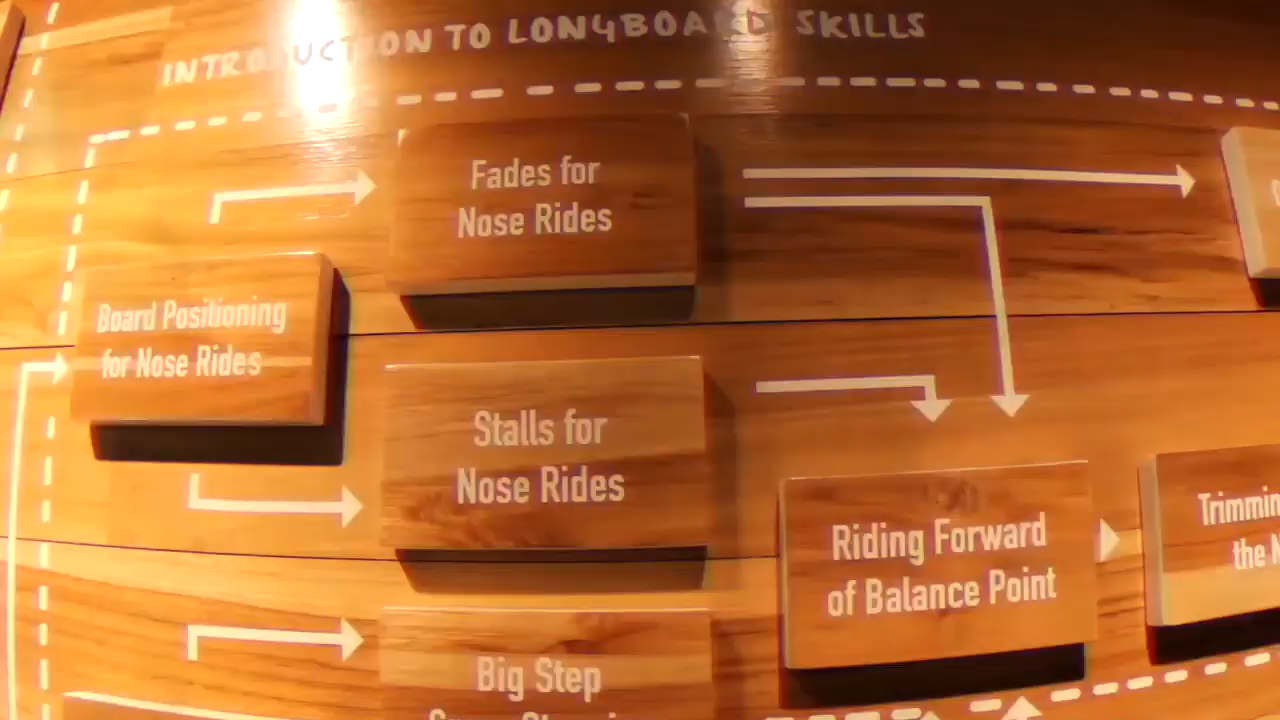 INTRODUCTION TO LONGBOARD SKILLS
Fades for
Nose Rides
Board Positioning
for Nose Rides
Stalls for
Nose Rides
Riding Forward
of Balance Point
the
Big Step